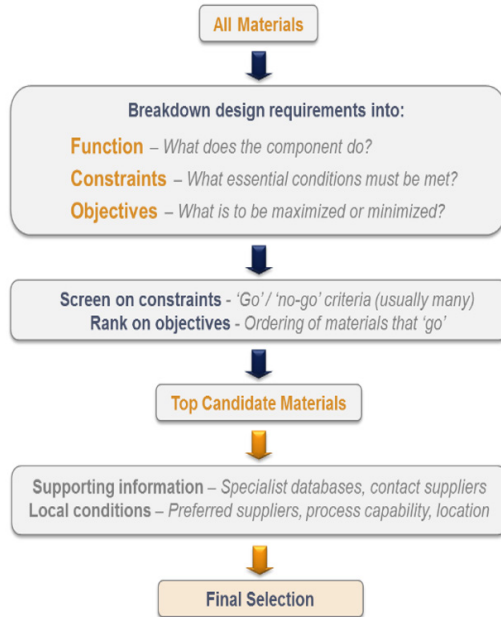 All Materials
Breakdown design requirements into:
Function – What does the component do?
Constraints – What essential conditions must be met?
Objectives – What is to be maximized or minimized?
Screen on constraints - ‘Go’ / ‘no-go’ criteria (usually many)
Rank on objectives - Ordering of materials that ‘go’
Top Candidate Materials
Supporting information – Specialist databases, contact suppliers
Local conditions – Preferred suppliers, process capability, location
Final Selection